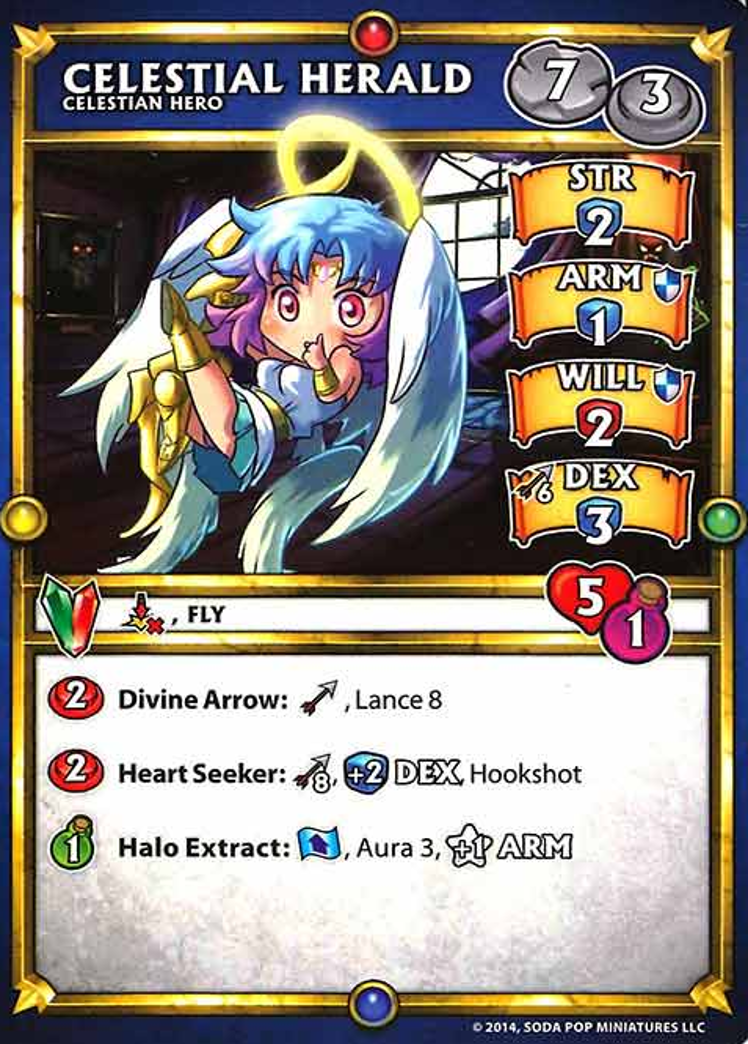 CELESTIAL HERALD
CELESTIAN HERO
7 3
STR
2
ARM
1
WILL
2
6 DEX
3
, FLY
5
1
2 Divine Arrow: , Lance 8
2 Heart Seeker: 8, +2 DEX, Hookshot
1 Halo Extract: , Aura 3, +1 ARM
© 2014, SODA POP MINIATURES LLC